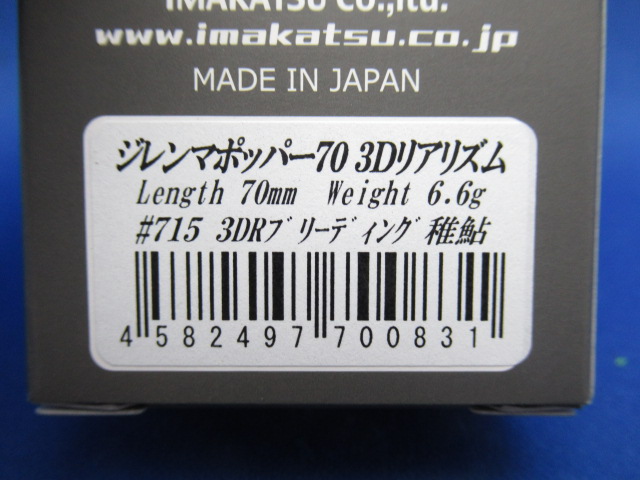 IMAKATSU CO.,ltd.
www.imakatsu.co.jp
MADE IN JAPAN
ジレンマポッパー70 3Dリアリズム
Length 70mm Weight 6.6g
#715 3DRﾌﾞﾘｰﾃﾞｨﾝｸﾞ稚鮎
4 582497 700831